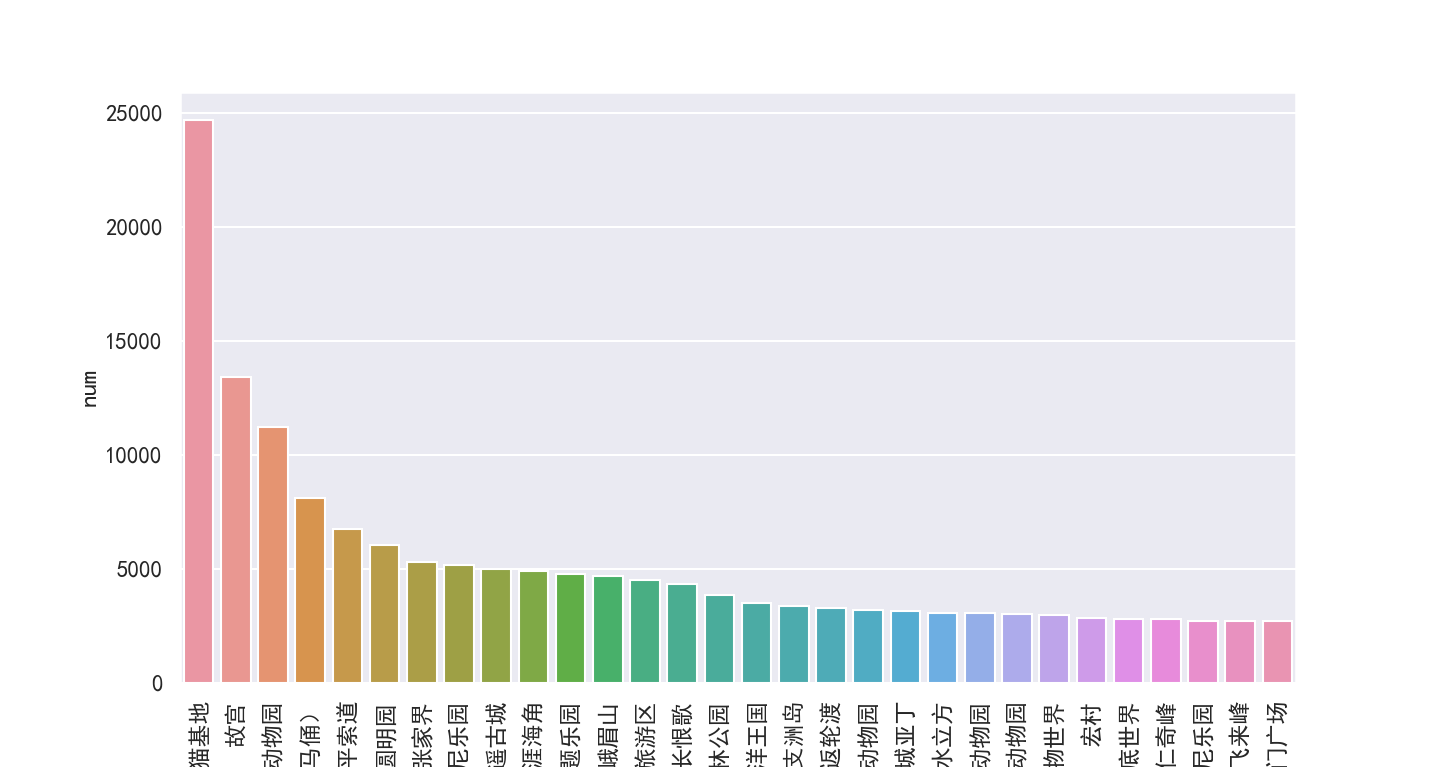 25000
20000
15000
10000
5000
0
num
猫基地
故宫
动物园
马俑）
平索道
圆明园
张家界
尼乐园
遥古城
涯海角
题乐园
峨眉山
旅游区
长恨歌
林公园
洋王国
支洲岛
返轮渡
动物园
城亚丁
水立方
动物园
动物园
物世界
宏村
底世界
仁奇峰
尼乐园
飞来峰
门广场